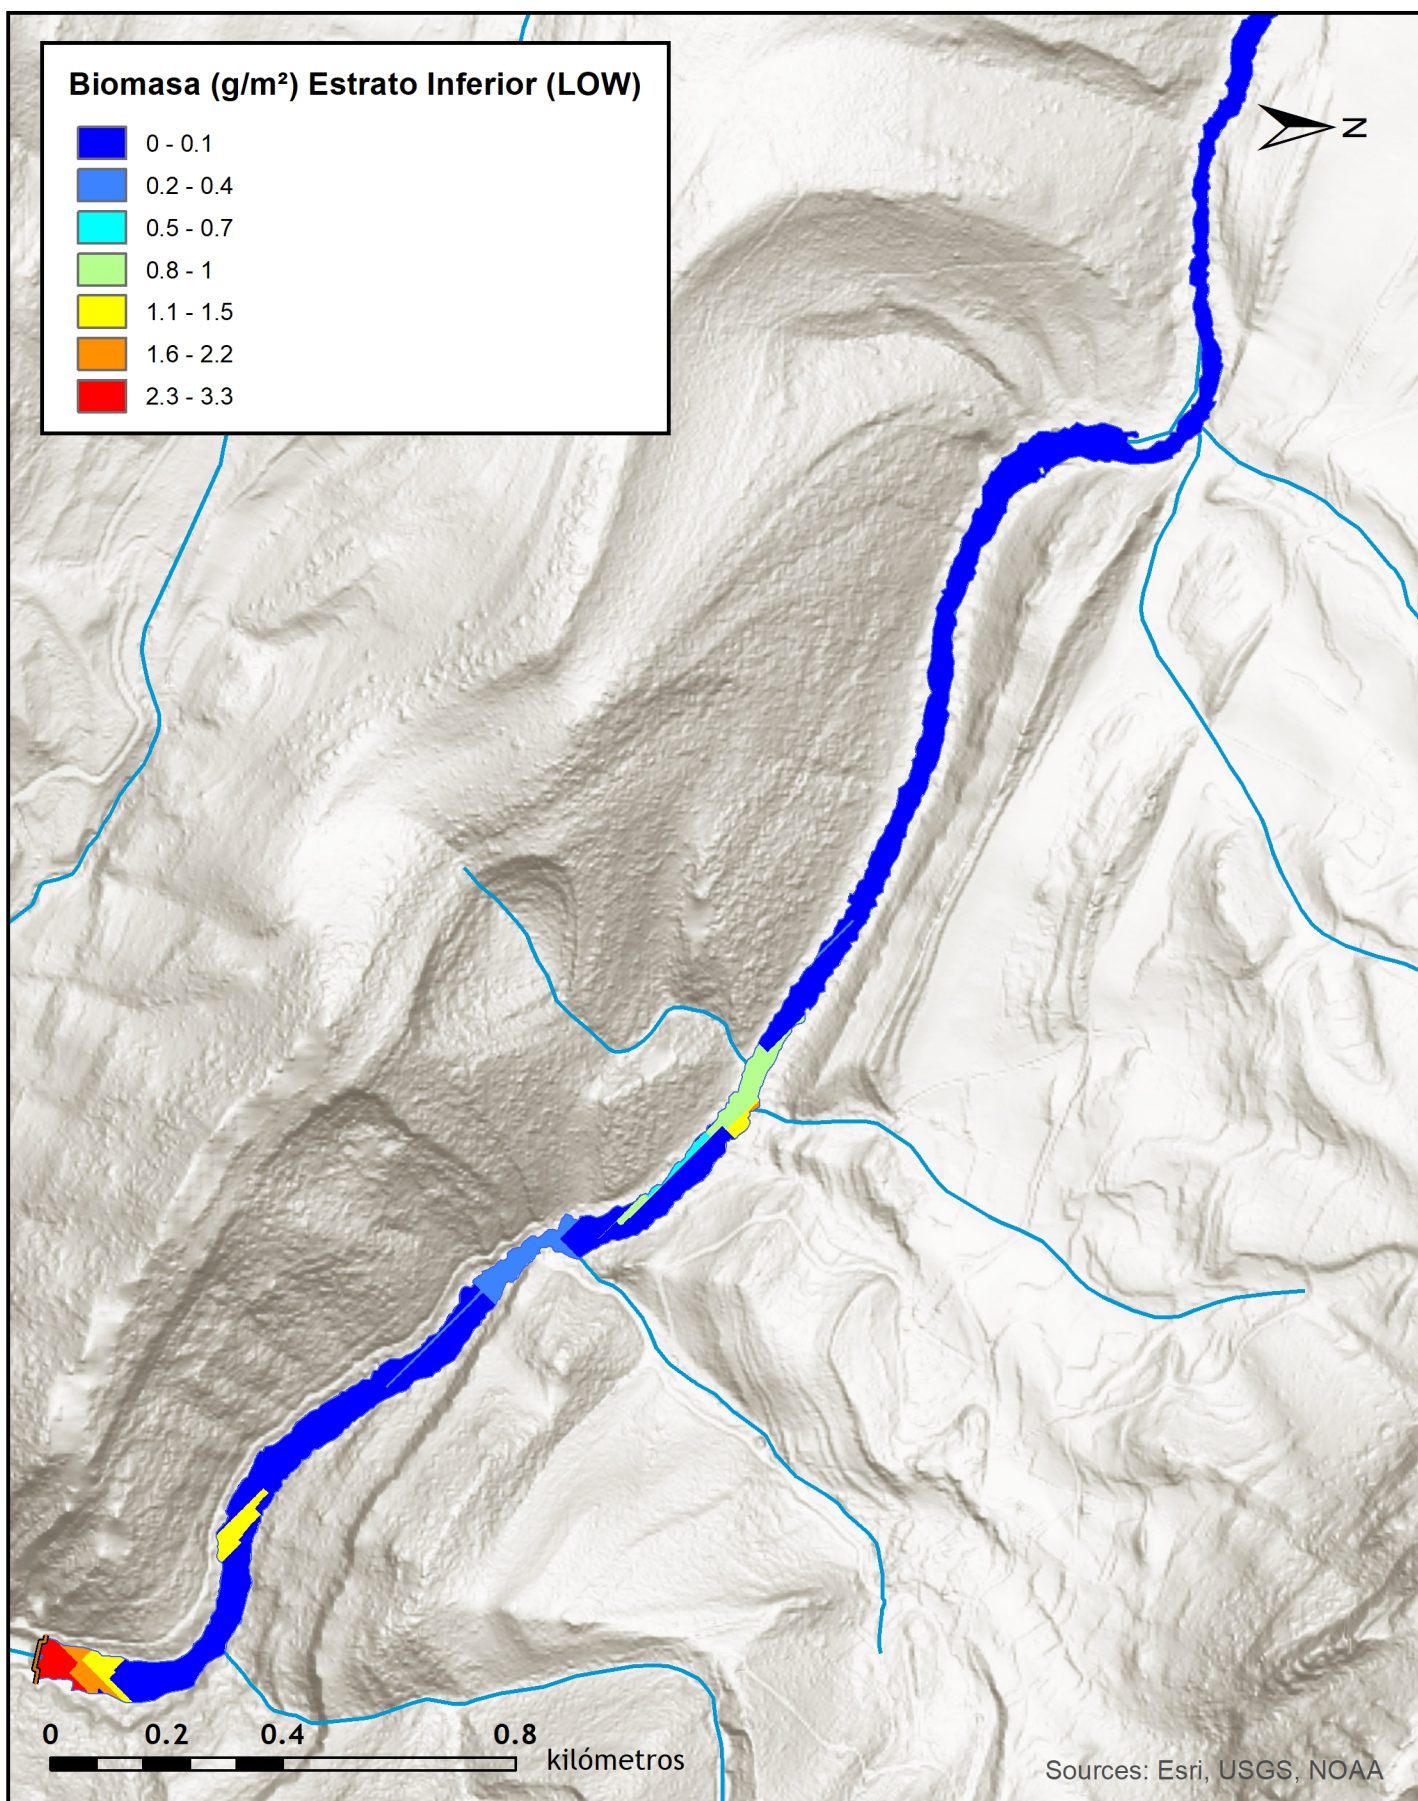 Biomasa (g/m²) Estrato Inferior (LOW)
0 - 0.1
0.2 - 0.4
0.5 - 0.7
0.8 - 1
1.1 - 1.5
1.6 - 2.2
2.3 - 3.3
N
0 0.2 0.4 0.8
kilómetros
Sources: Esri, USGS, NOAA